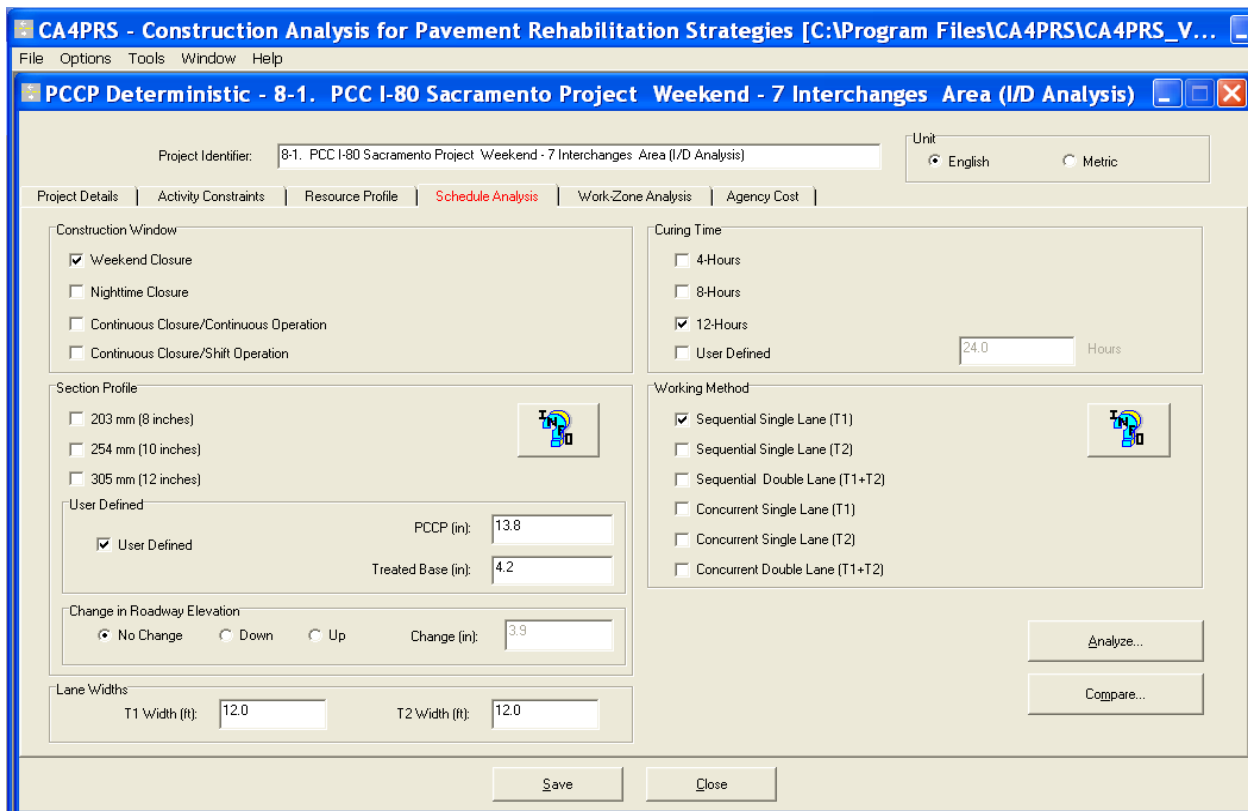 CA4PRS - Construction Analysis for Pavement Rehabilitation Strategies [C:\Program Files\CA4PRS\CA4PRS_V...
File Options Tools Window Help
PCCP Deterministic - 8-1. PCC I-80 Sacramento Project Weekend - 7 Interchanges Area (I/D Analysis)
Project Identifier: 8-1. PCC I-80 Sacramento Project Weekend - 7 Interchanges Area (I/D Analysis)
Unit
English Metric
Project Details Activity Constraints Resource Profile Schedule Analysis Work-Zone Analysis Agency Cost
Construction Window
Weekend Closure
Nighttime Closure
Continuous Closure/Continuous Operation
Continuous Closure/Shift Operation
Curing Time
4-Hours
8-Hours
12-Hours
User Defined 24.0 Hours
Section Profile
203 mm (8 inches)
254 mm (10 inches)
305 mm (12 inches)
INFO
User Defined
User Defined
PCCP (in): 13.8
Treated Base (in): 4.2
Change in Roadway Elevation
No Change Down Up Change (in): 3.9
Lane Widths
T1 Width (ft): 12.0 T2 Width (ft): 12.0
Working Method
Sequential Single Lane (T1)
Sequential Single Lane (T2)
Sequential Double Lane (T1+T2)
Concurrent Single Lane (T1)
Concurrent Single Lane (T2)
Concurrent Double Lane (T1+T2)
INFO
Analyze...
Compare...
Save Close